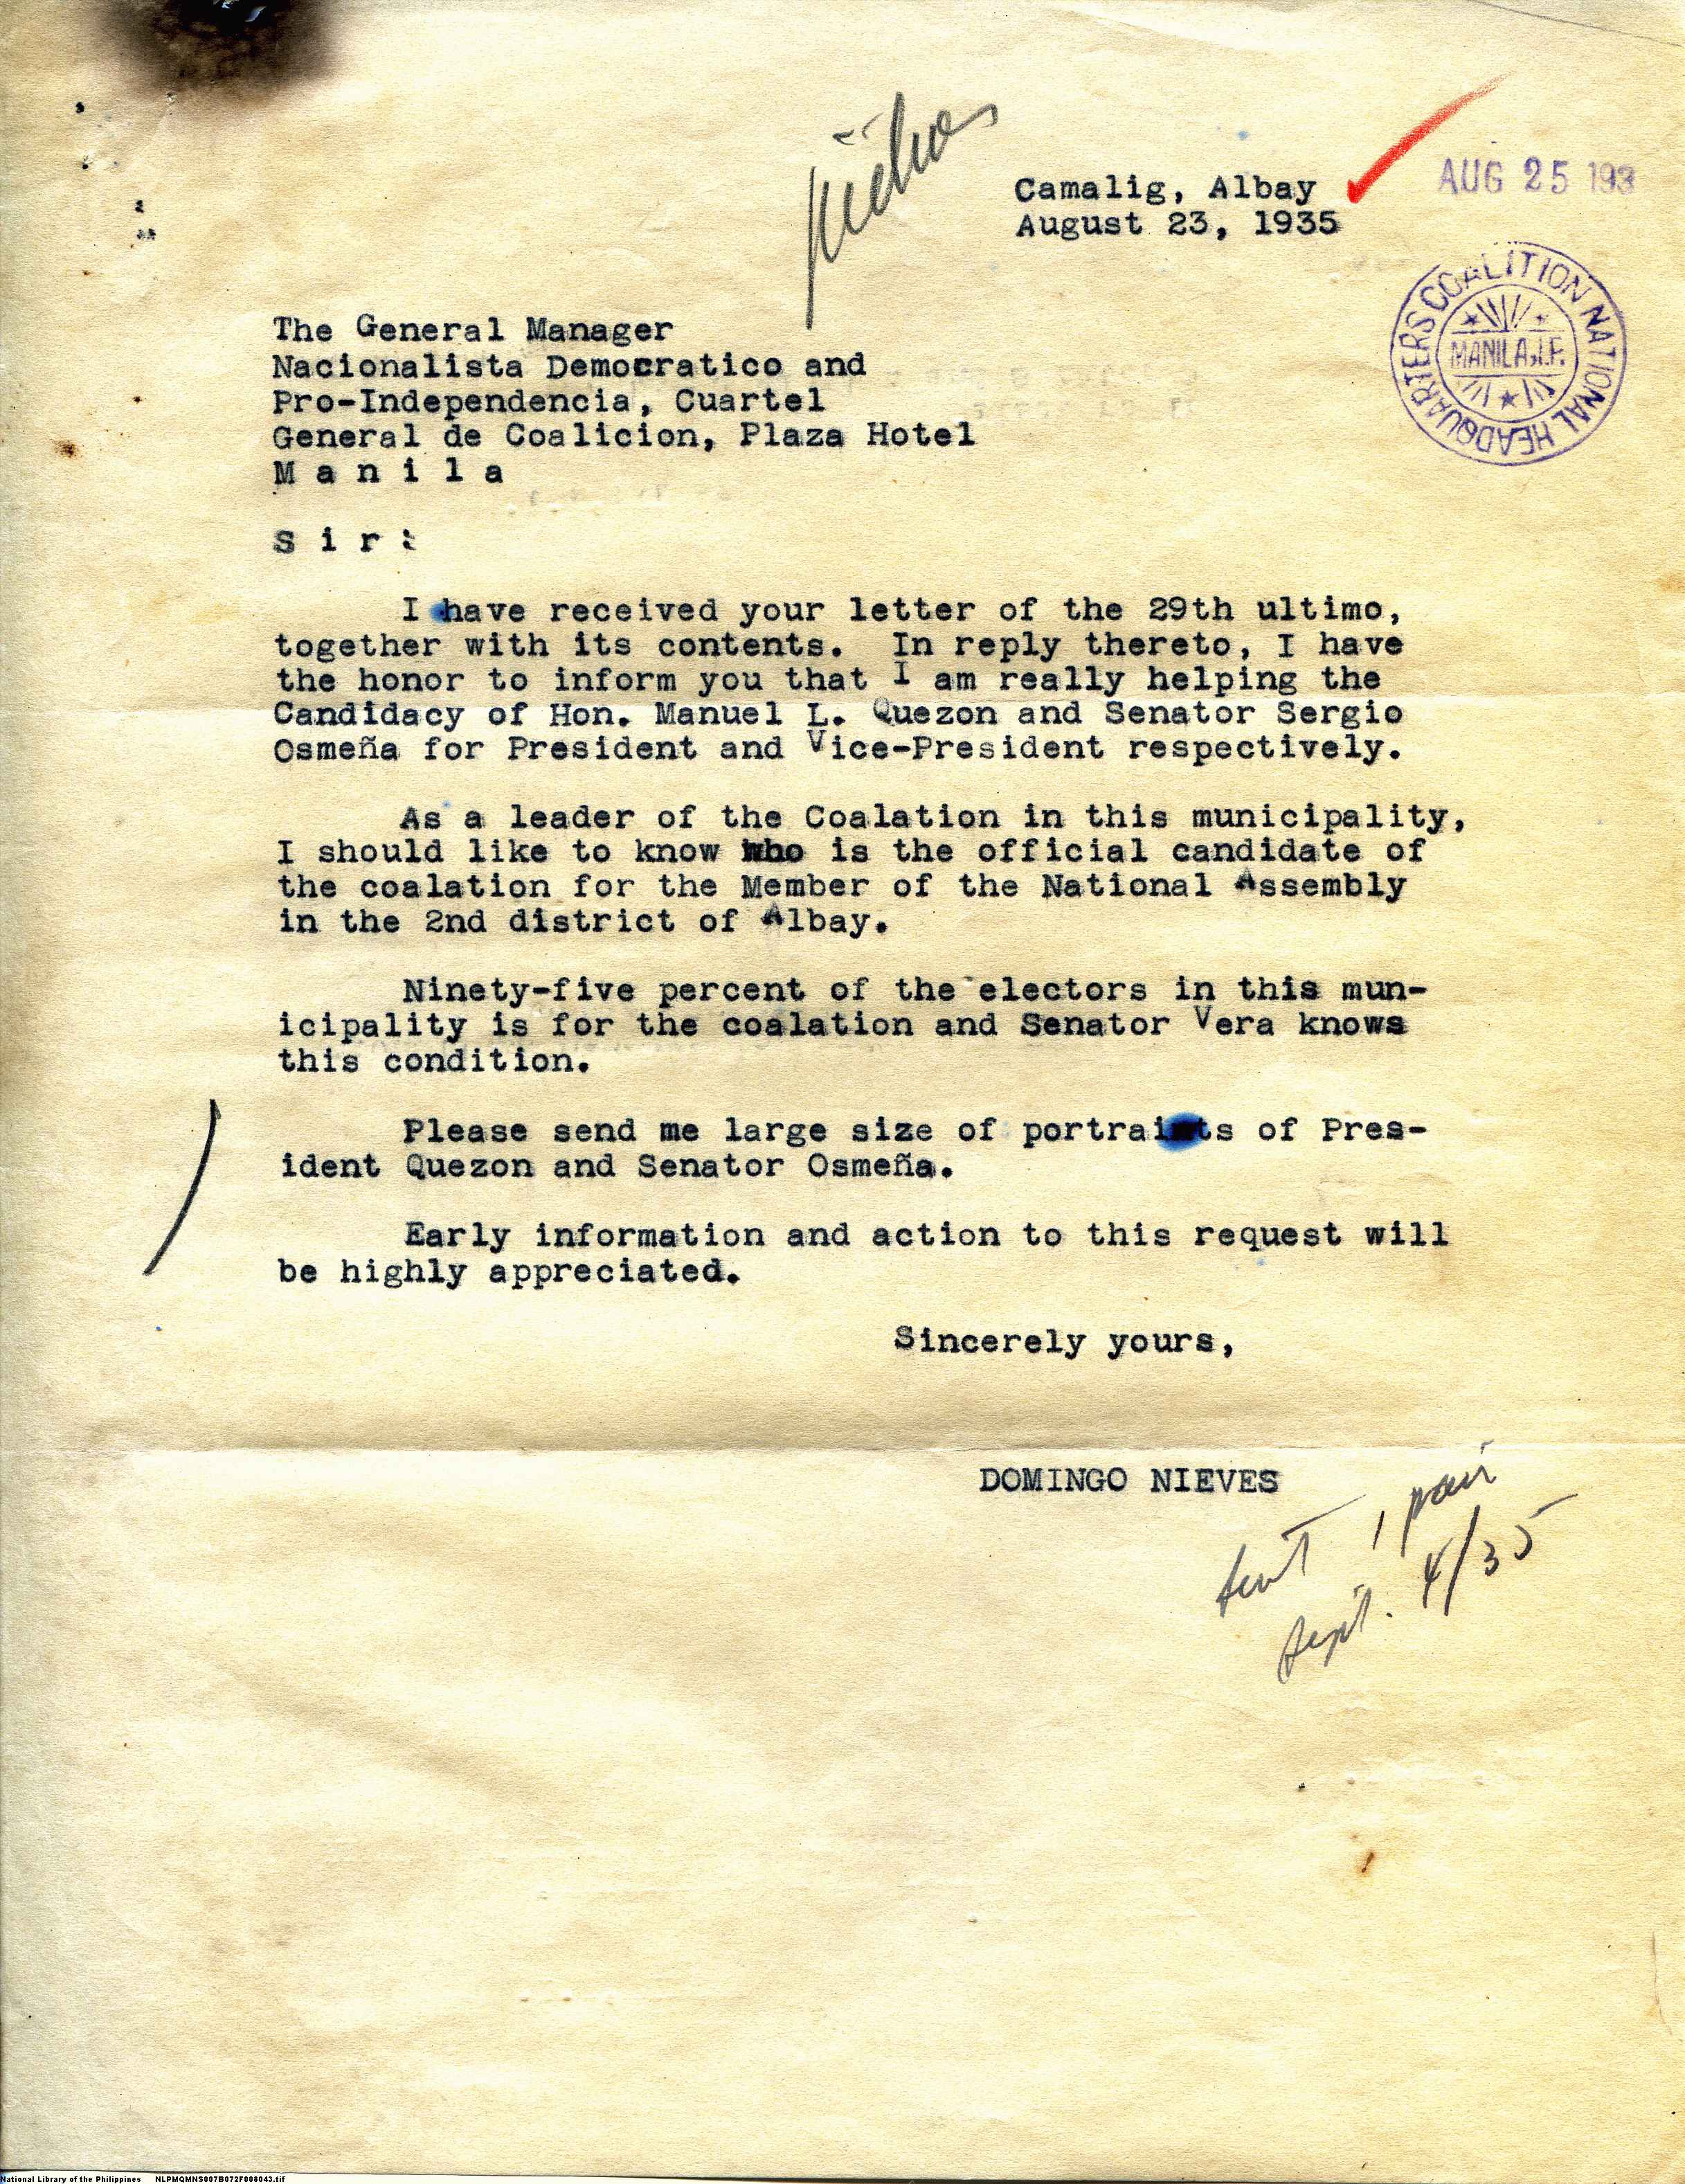 Camalig, Albay
August 23, 1935
AUG 25 193
COALITION NATIONAL HEADQUARTERS
MANILA, I.F.
The General Manager
Nacionalista Democratico and
Pro-Independencia, Cuartel
General de Coalicion, Plaza Hotel
M a n i l a
S i r :
I have received your letter of the 29th ultimo,
together with its contents. In reply thereto, I have
the honor to inform you that I am really helping the
Candidacy of Hon. Manuel L. Quezon and Senator Sergio
Osmeña for President and Vice-President respectively.
As a leader of the Coalation in this municipality,
I should like to know who is the official candidate of
the coalation for the Member of the National Assembly
in the 2nd district of Albay.
Ninety-five percent of the electors in this mun-
icipality is for the coalation and Senator Vera knows
this condition.
Please send me large size of portraits of Pres-
ident Quezon and Senator Osmeña.
Early information and action to this request will
be highly appreciated.
Sincerely yours,
DOMINGO NIEVES
sent 1 pair
Sept. 4/35
National Library of the Philippines NLPMQMNS007B072F008043.tif